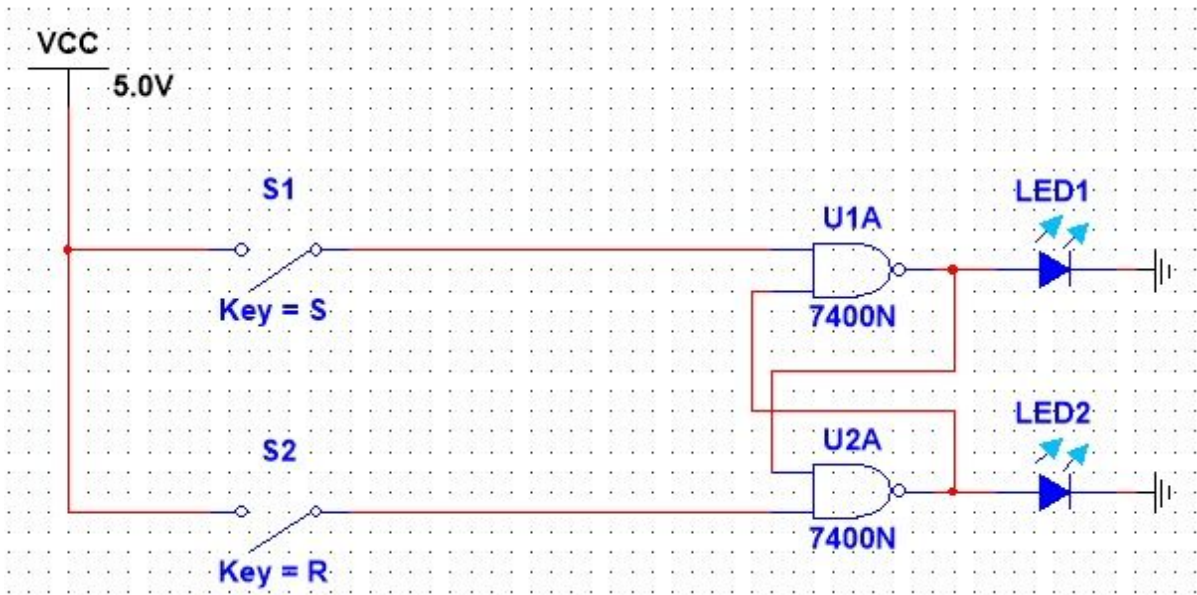 VCC
5.0V
S1
LED1
U1A
Key = S
7400N
LED2
S2
U2A
7400N
Key = R